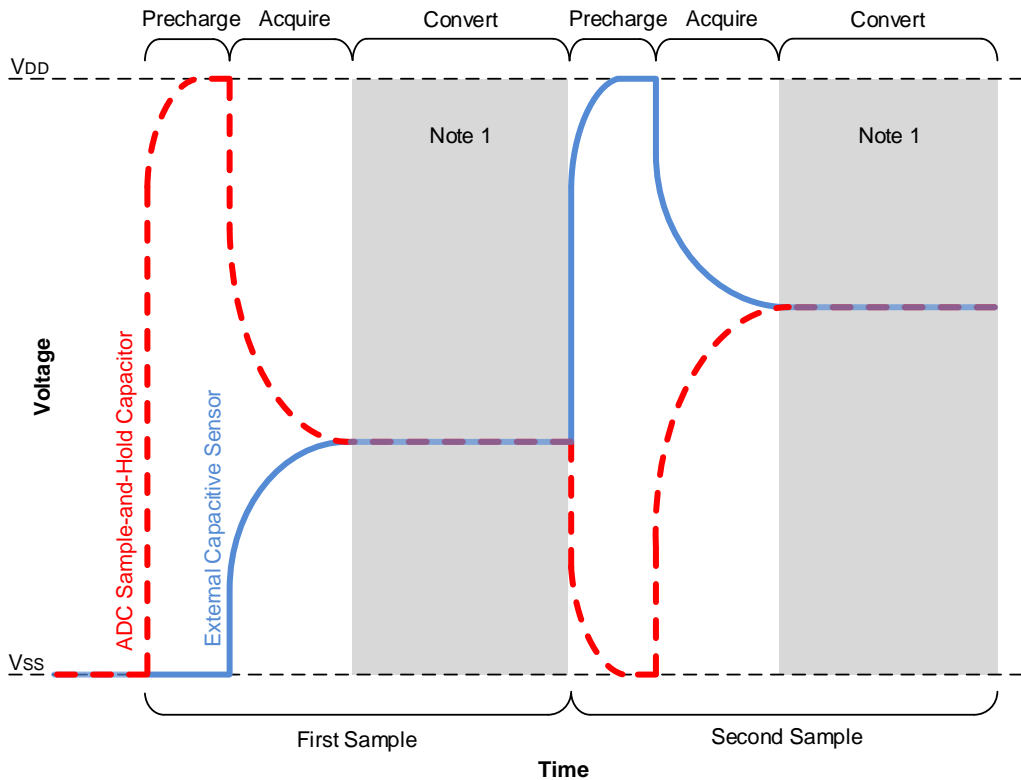 Precharge Acquire Convert Precharge Acquire Convert
VDD
Note 1 Note 1
Voltage
ADC Sample-and-Hold Capacitor
External Capacitive Sensor
VSS
First Sample Second Sample
Time